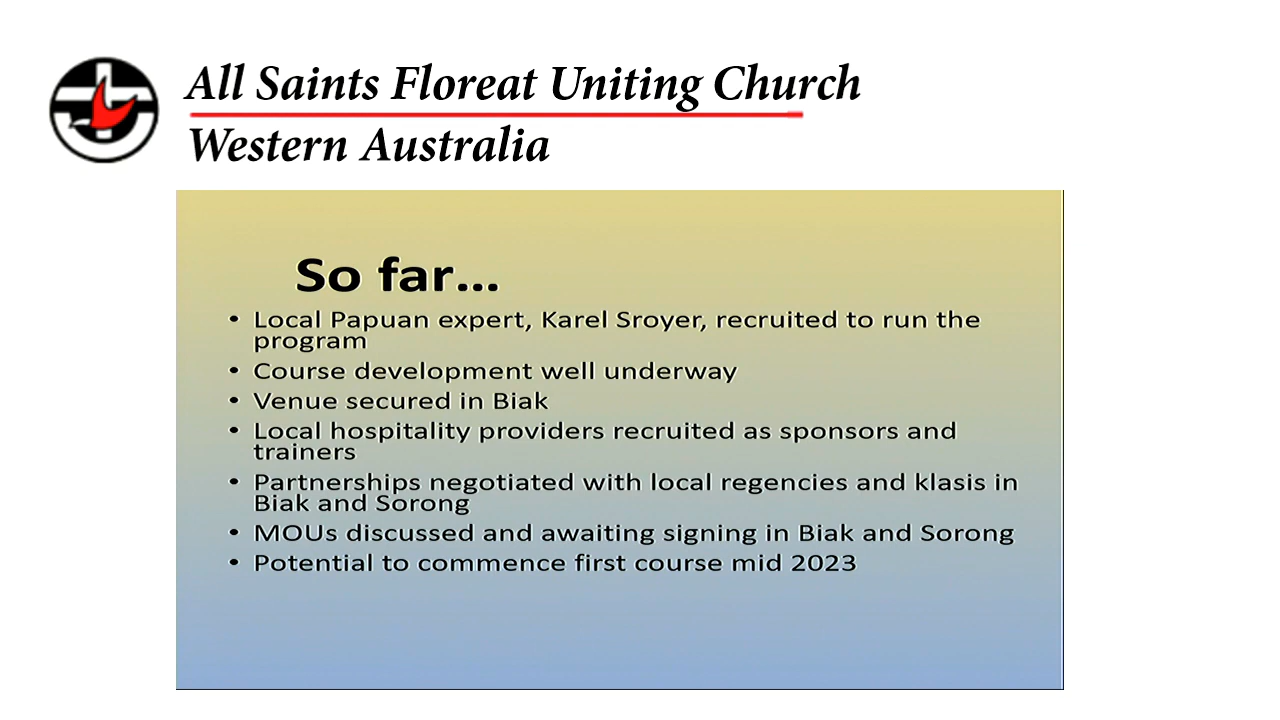 All Saints Floreat Uniting Church
Western Australia
So far...
• Local Papuan expert, Karel Sroyer, recruited to run the
program
• Course development well underway
• Venue secured in Biak
• Local hospitality providers recruited as sponsors and
trainers
• Partnerships negotiated with local regencies and klasis in
Biak and Sorong
• MOUs discussed and awaiting signing in Biak and Sorong
• Potential to commence first course mid 2023